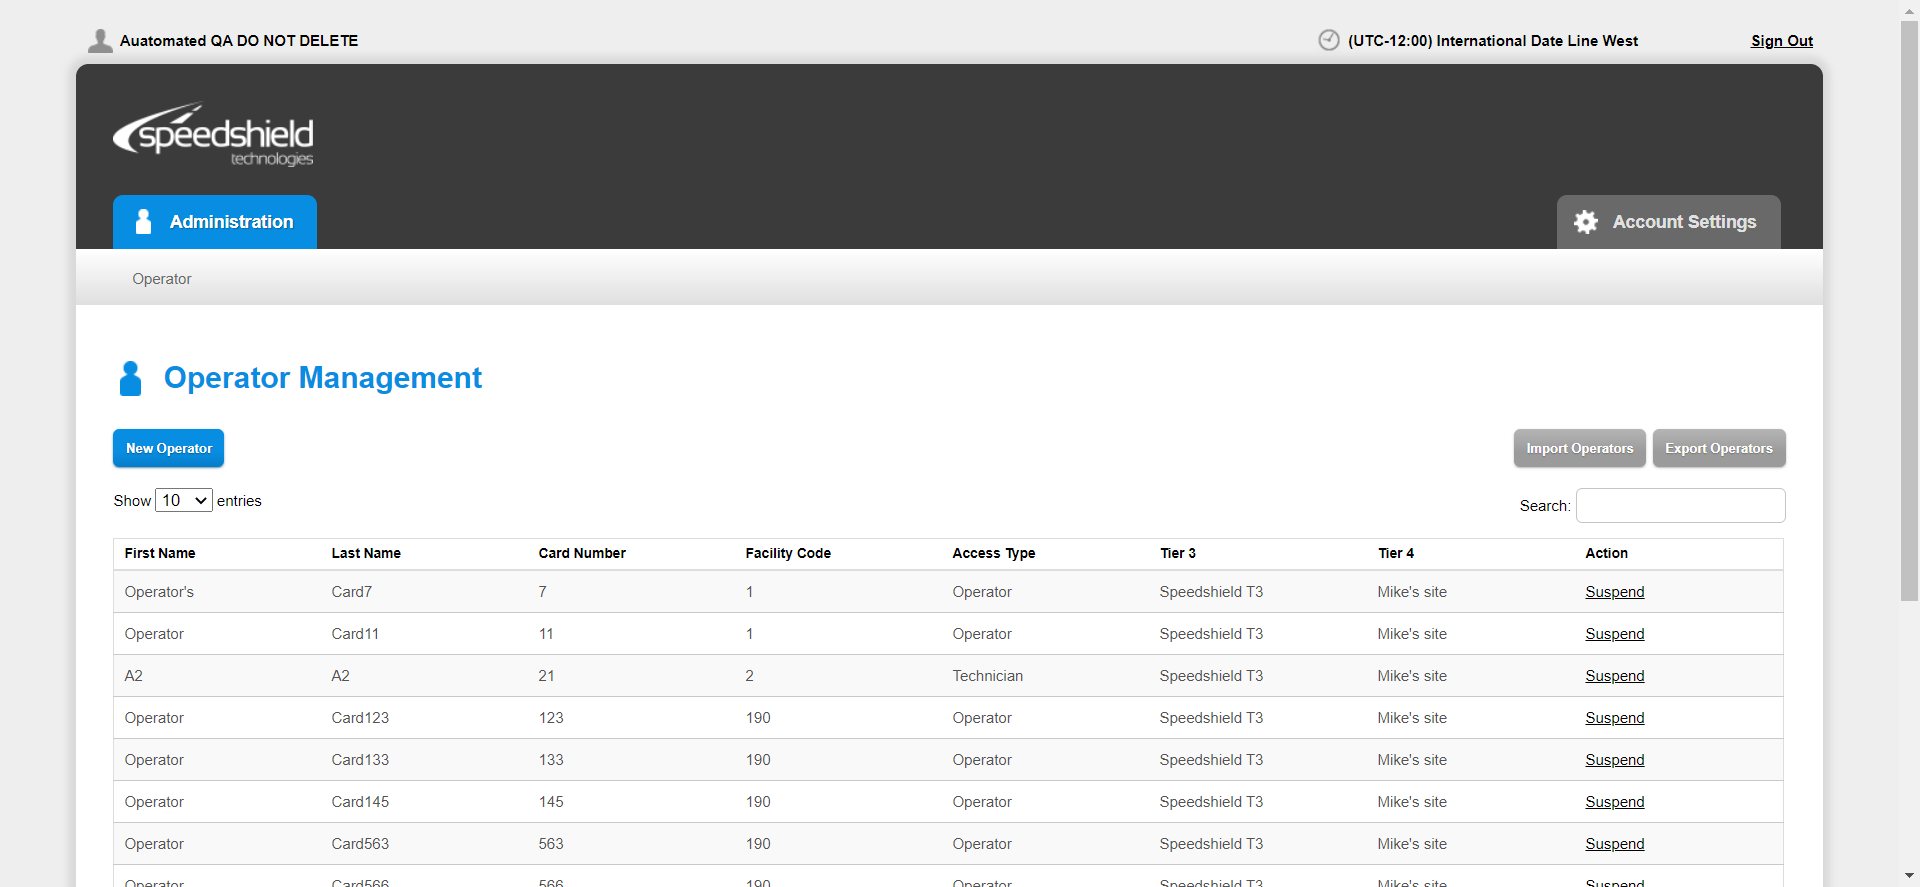 Auatomated QA DO NOT DELETE
(UTC-12:00) International Date Line West
Sign Out
speedshield
technologies
Administration
Account Settings
Operator
Operator Management
New Operator
Import Operators
Export Operators
Show 10 entries
Search:
First Name Last Name Card Number Facility Code Access Type Tier 3 Tier 4 Action
Operator's Card7 7 1 Operator Speedshield T3 Mike's site Suspend
Operator Card11 11 1 Operator Speedshield T3 Mike's site Suspend
A2 A2 21 2 Technician Speedshield T3 Mike's site Suspend
Operator Card123 123 190 Operator Speedshield T3 Mike's site Suspend
Operator Card133 133 190 Operator Speedshield T3 Mike's site Suspend
Operator Card145 145 190 Operator Speedshield T3 Mike's site Suspend
Operator Card563 563 190 Operator Speedshield T3 Mike's site Suspend
Operator Card566 566 190 Operator Speedshield T3 Mike's site Suspend